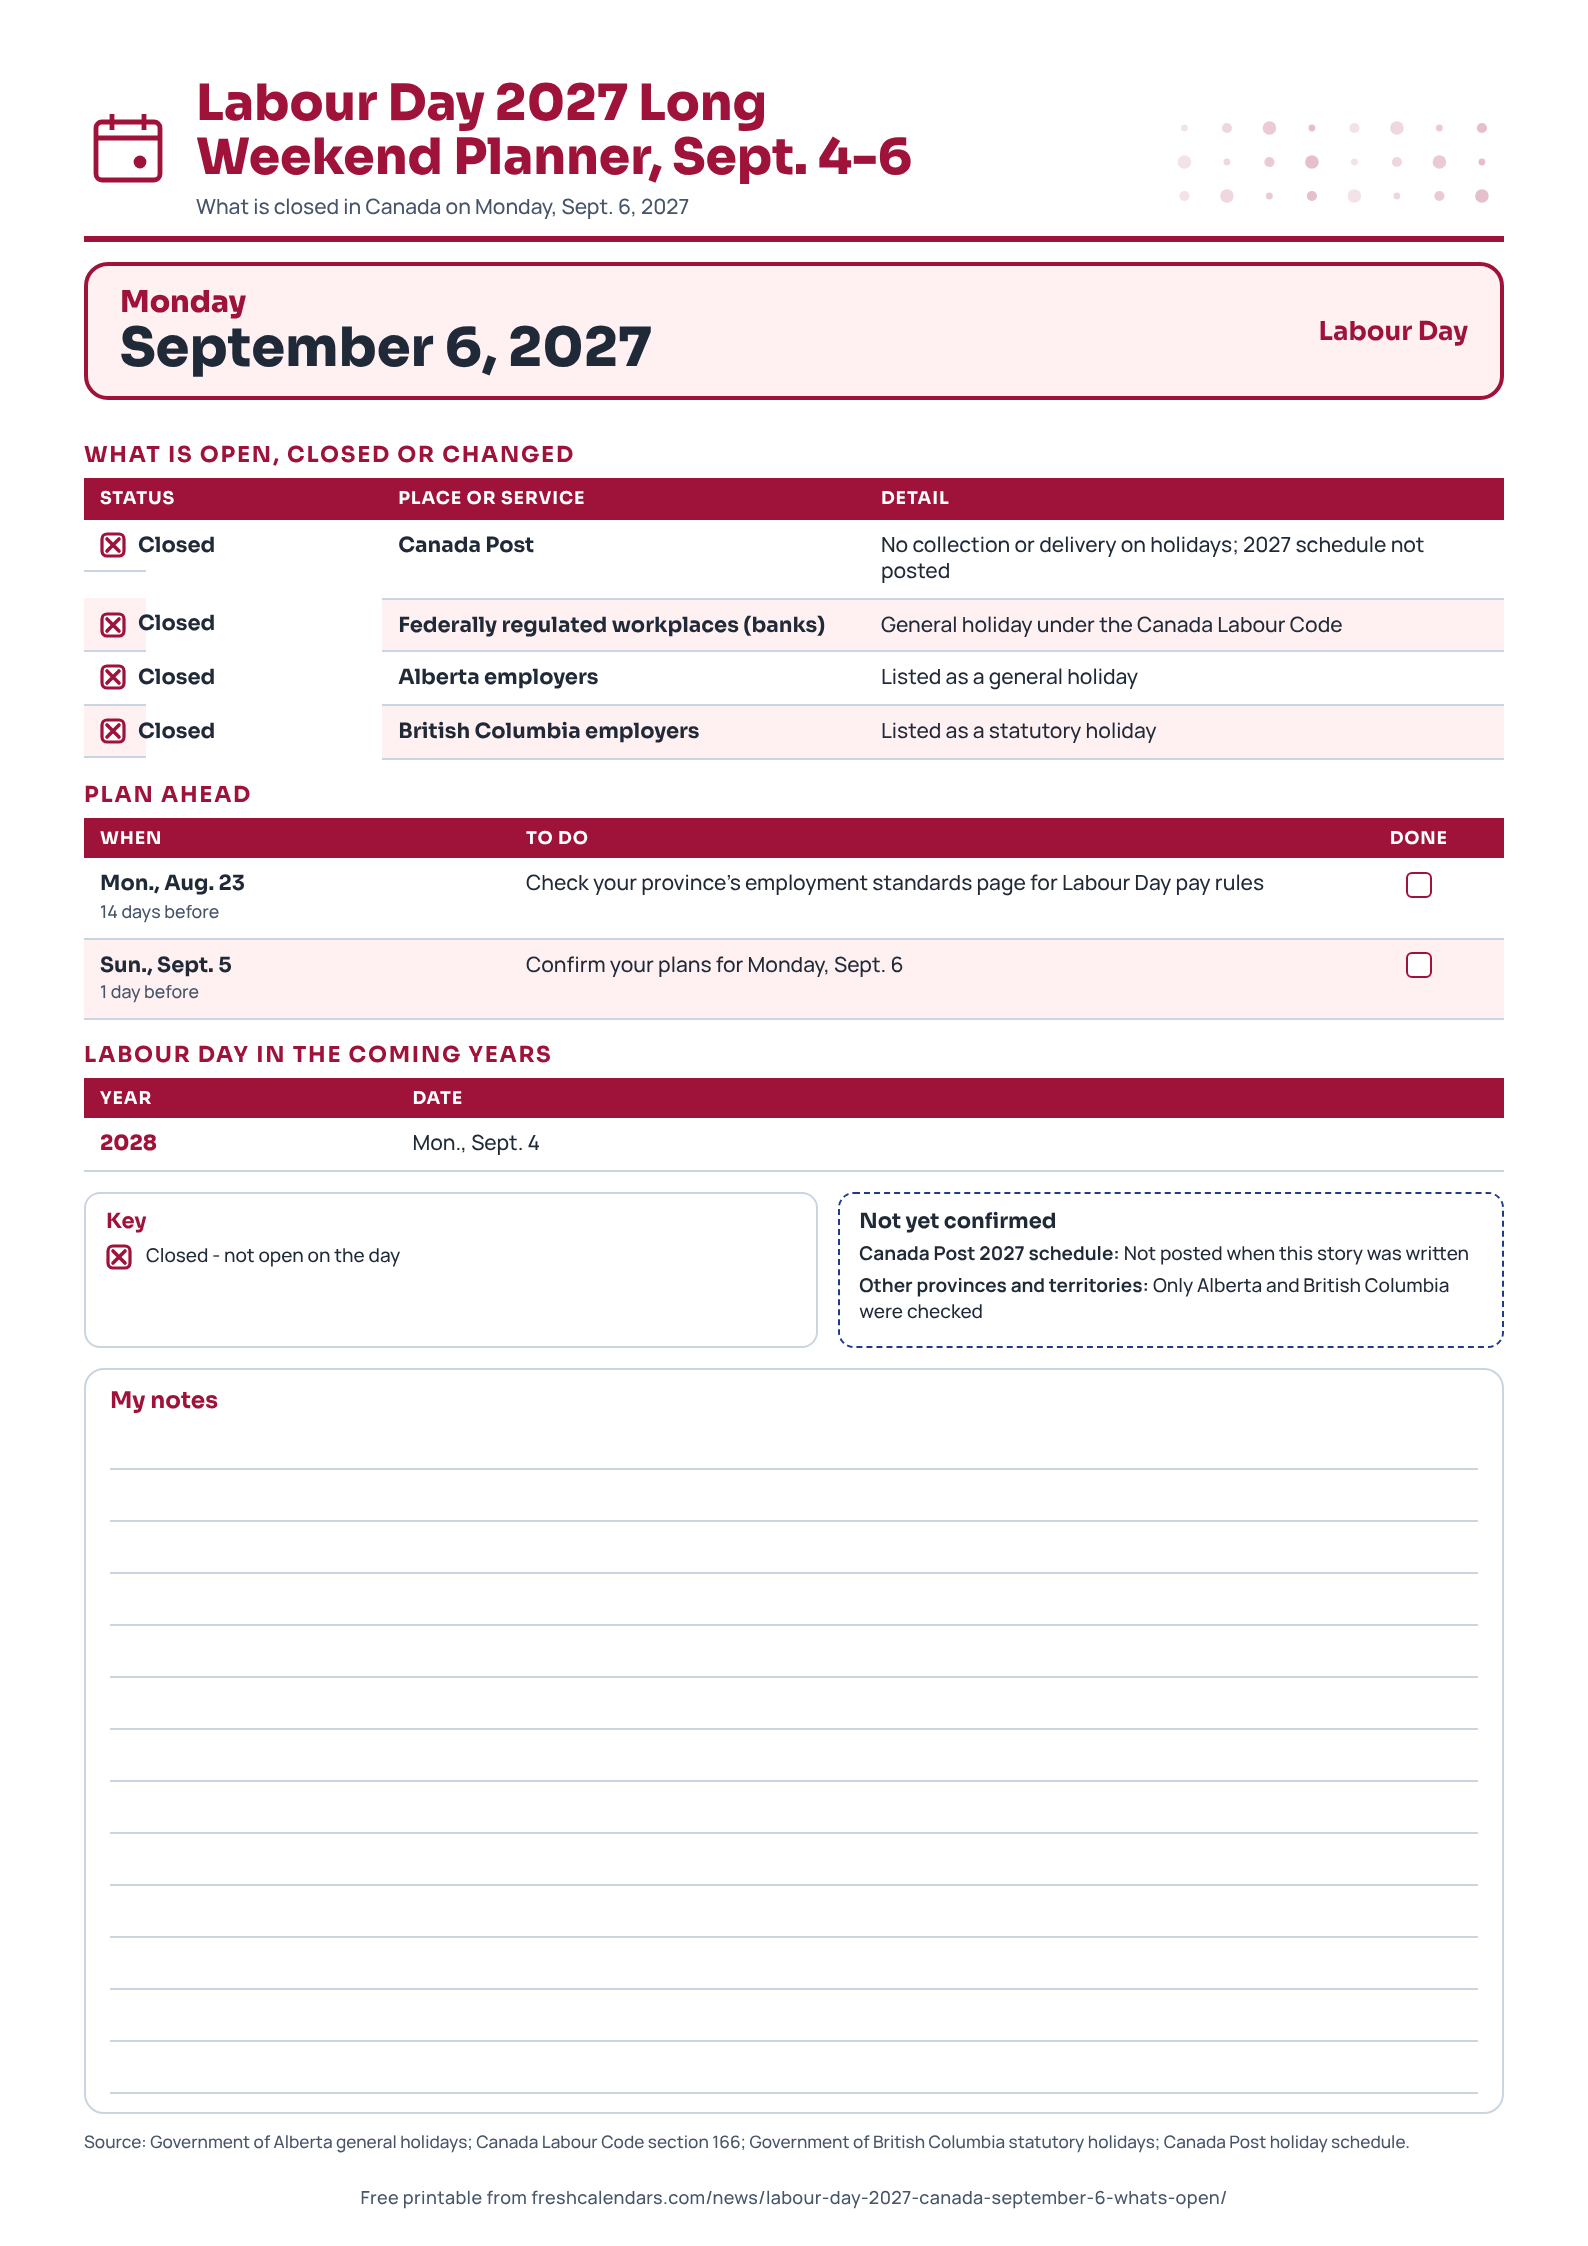 Labour Day 2027 Long
Weekend Planner, Sept. 4–6
What is closed in Canada on Monday, Sept. 6, 2027
Monday
September 6, 2027
Labour Day
WHAT IS OPEN, CLOSED OR CHANGED
STATUS PLACE OR SERVICE DETAIL
Closed Canada Post No collection or delivery on holidays; 2027 schedule not
posted
Closed Federally regulated workplaces (banks) General holiday under the Canada Labour Code
Closed Alberta employers Listed as a general holiday
Closed British Columbia employers Listed as a statutory holiday
PLAN AHEAD
WHEN TO DO DONE
Mon., Aug. 23 Check your province's employment standards page for Labour Day pay rules
14 days before
Sun., Sept. 5 Confirm your plans for Monday, Sept. 6
1 day before
LABOUR DAY IN THE COMING YEARS
YEAR DATE
2028 Mon., Sept. 4
Key
Closed - not open on the day
Not yet confirmed
Canada Post 2027 schedule: Not posted when this story was written
Other provinces and territories: Only Alberta and British Columbia
were checked
My notes
Source: Government of Alberta general holidays; Canada Labour Code section 166; Government of British Columbia statutory holidays; Canada Post holiday schedule.
Free printable from freshcalendars.com/news/labour-day-2027-canada-september-6-whats-open/